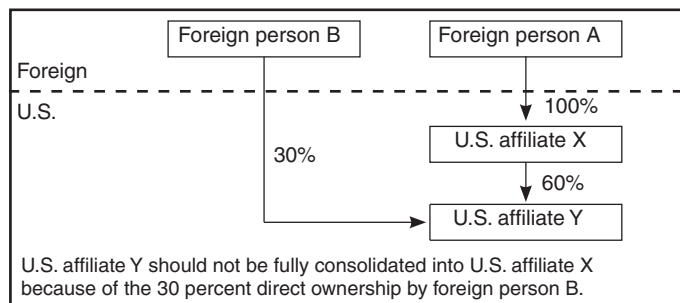 Foreign person B
Foreign person A
Foreign
U.S.
100%
U.S. affiliate X
30%
60%
U.S. affiliate Y
U.S. affiliate Y should not be fully consolidated into U.S. affiliate X
because of the 30 percent direct ownership by foreign person B.